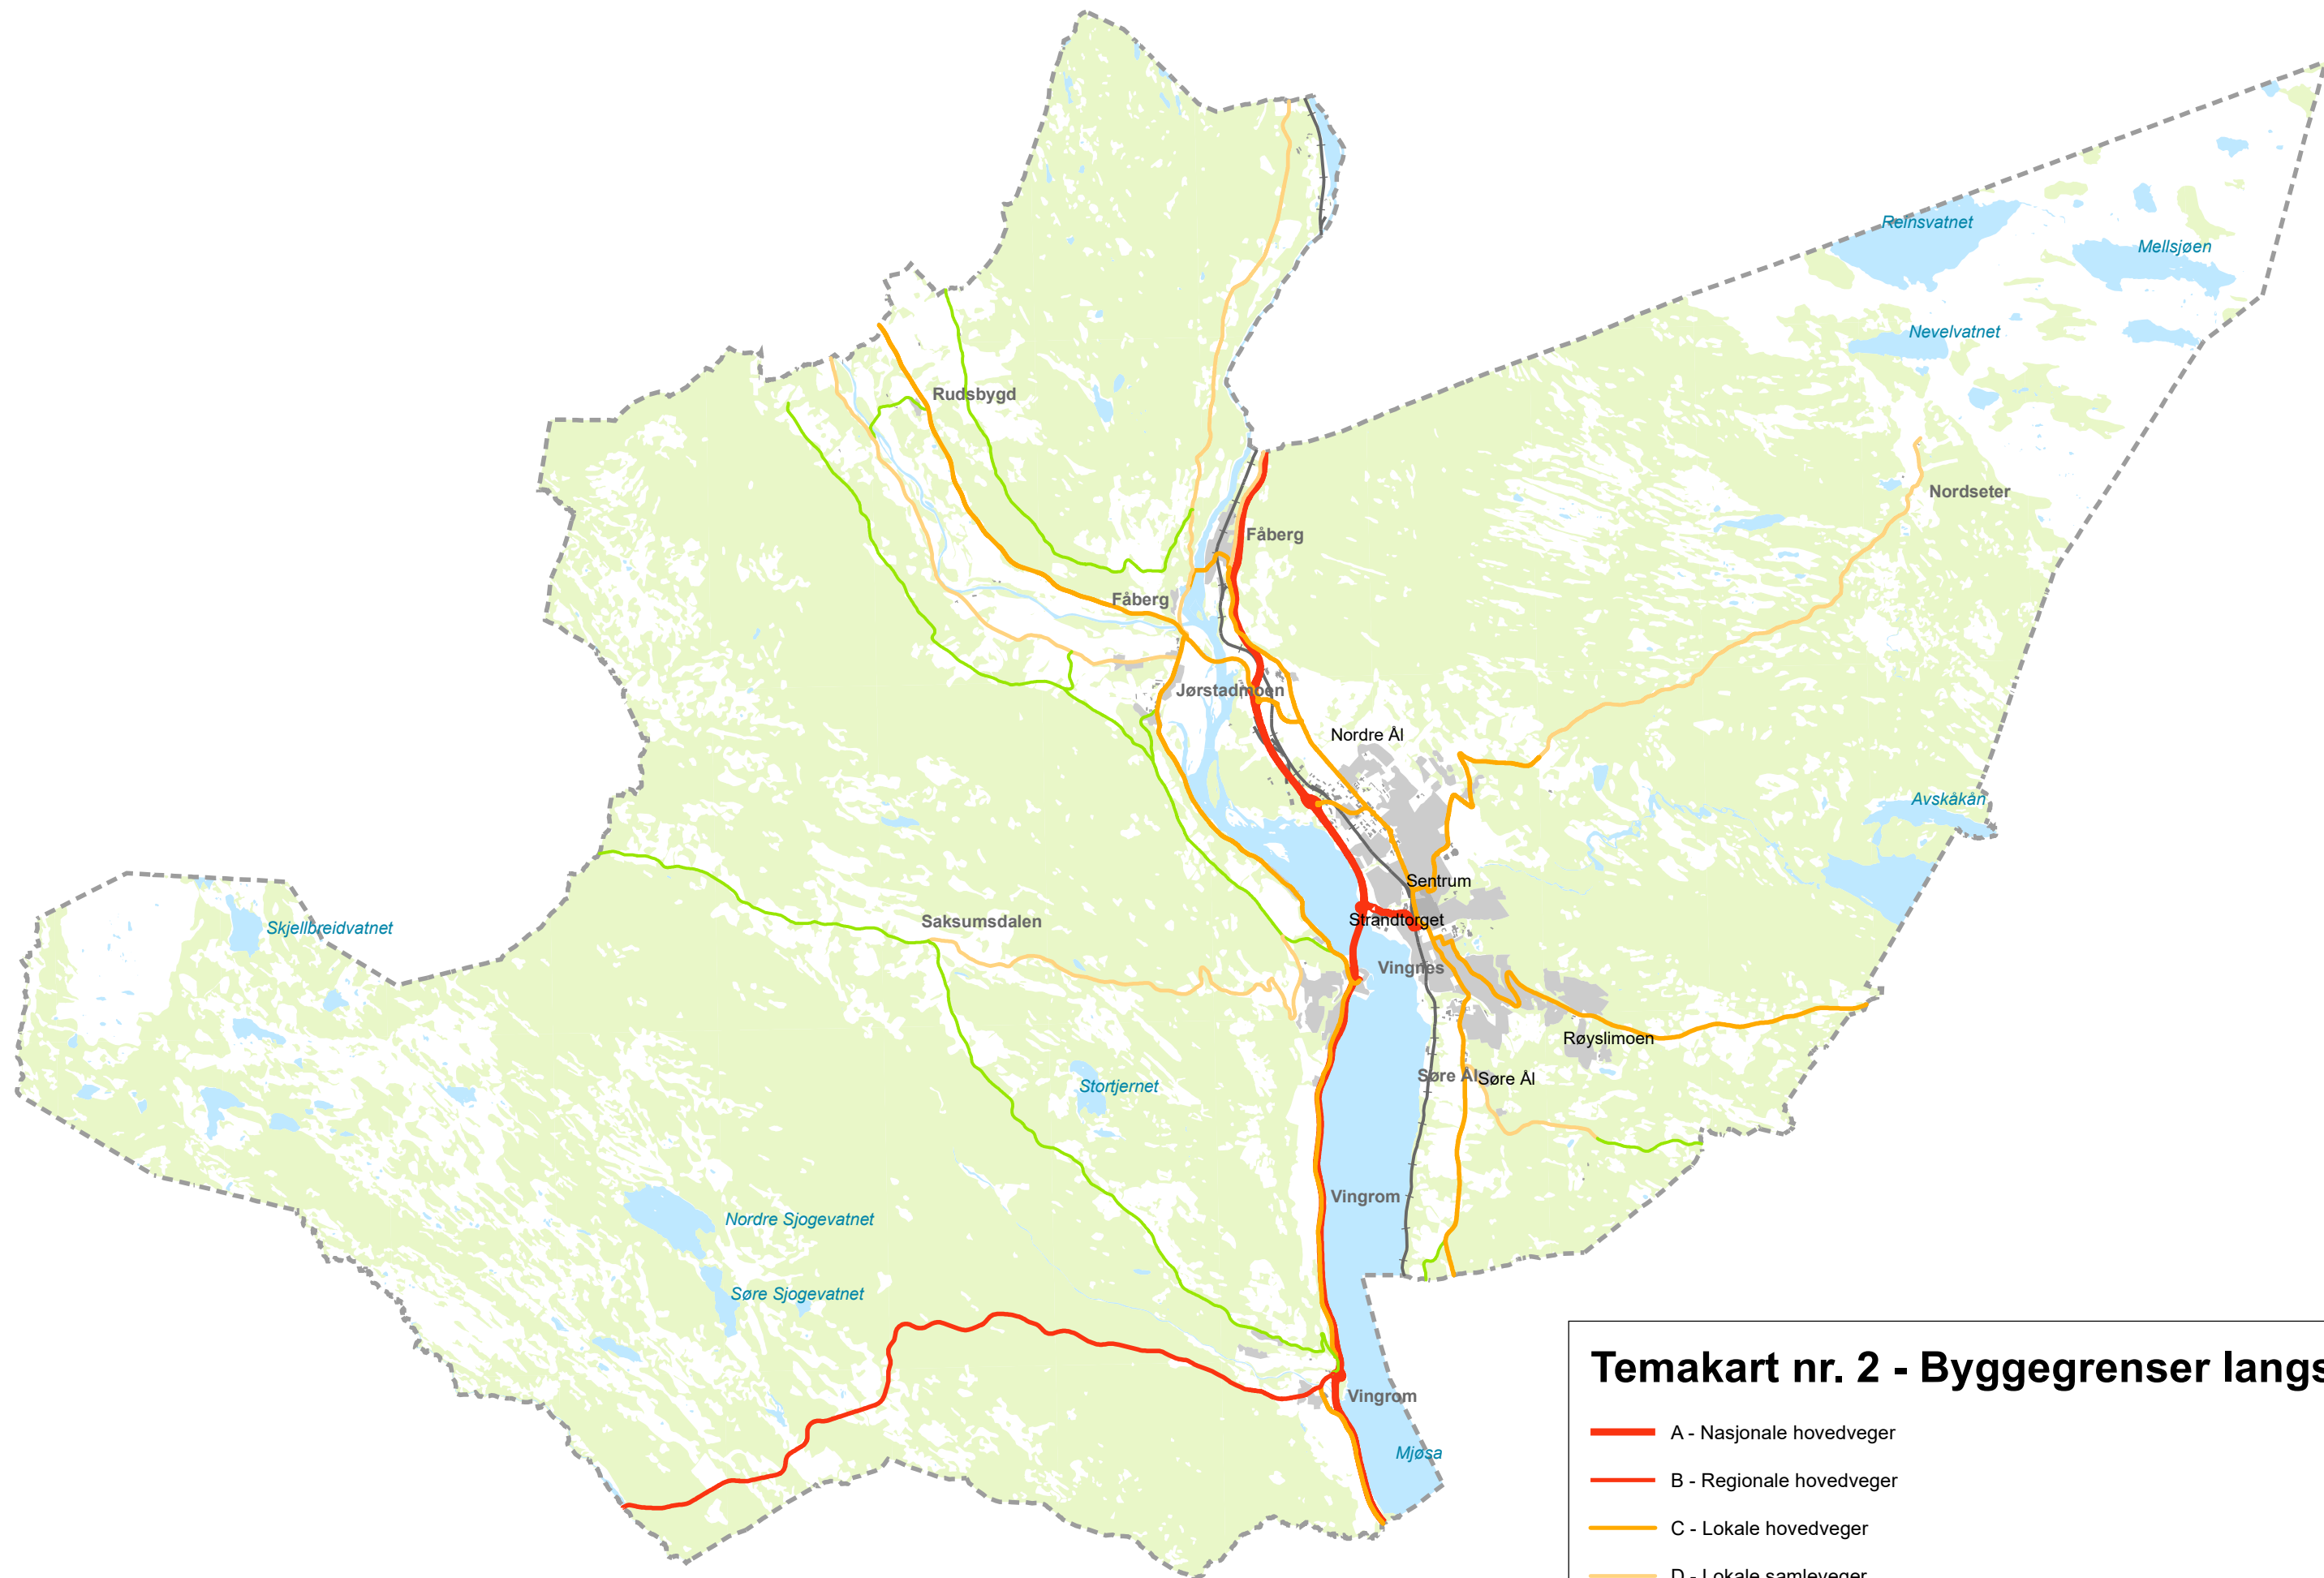 Reinsvatnet
Mellsjøen
Nevelvatnet
Rudsbygd
Nordseter
Fåberg
Fåberg
Jørstadmoen
Nordre Ål
Avskåkån
Sentrum
Strandtorget
Saksumsdalen
Skjellbreidvatnet
Vingnes
Røyslimoen
Søre Ål
Søre Ål
Stortjernet
Vingrom
Nordre Sjogevatnet
Søre Sjogevatnet
Vingrom
Mjøsa
Temakart nr. 2 - Byggegrenser langs
A - Nasjonale hovedveger
B - Regionale hovedveger
C - Lokale hovedveger
D - Lokale samleveger